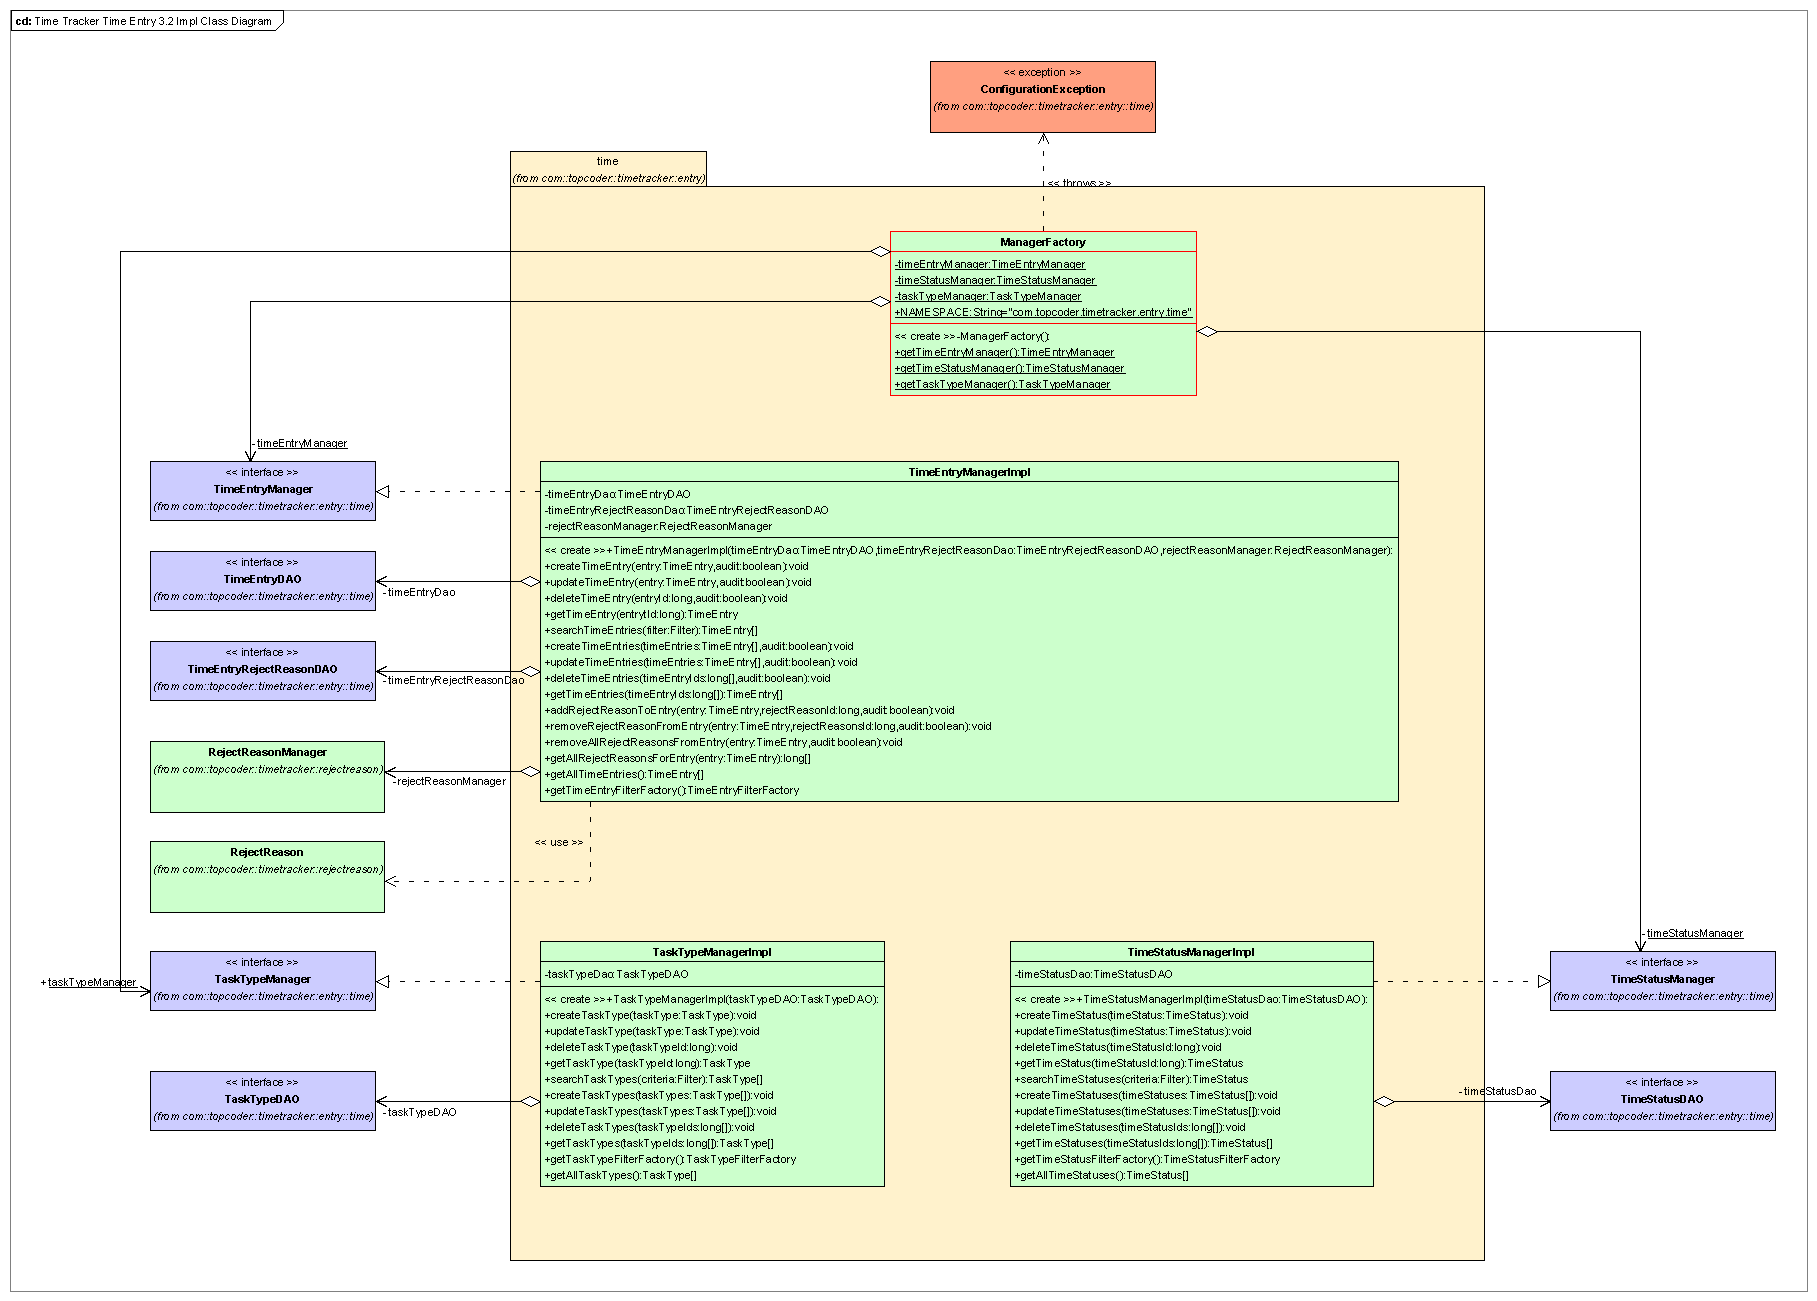 cd: Time Tracker Time Entry 3.2 Impl Class Diagram
<< exception >>
ConfigurationException
(from com::topcoder::timetracker::entry::time)
time
(from com::topcoder::timetracker::entry)
<< throws >>
ManagerFactory
-timeEntryManager:TimeEntryManager
-timeStatusManager:TimeStatusManager
-taskTypeManager:TaskTypeManager
+NAMESPACE:String="com.topcoder.timetracker.entry.time"
<< create >>-ManagerFactory():
+getTimeEntryManager():TimeEntryManager
+getTimeStatusManager():TimeStatusManager
+getTaskTypeManager():TaskTypeManager
-timeEntryManager
<< interface >>
TimeEntryManager
(from com::topcoder::timetracker::entry::time)
TimeEntryManagerImpl
-timeEntryDao:TimeEntryDAO
-timeEntryRejectReasonDao:TimeEntryRejectReasonDAO
-rejectReasonManager:RejectReasonManager
<< create >>+TimeEntryManagerImpl(timeEntryDao:TimeEntryDAO,timeEntryRejectReasonDao:TimeEntryRejectReasonDAO,rejectReasonManager:RejectReasonManager):
+createTimeEntry(entry:TimeEntry,audit:boolean):void
+updateTimeEntry(entry:TimeEntry,audit:boolean):void
+deleteTimeEntry(entryId:long,audit:boolean):void
+getTimeEntry(entrytId:long):TimeEntry
+searchTimeEntries(filter:Filter):TimeEntry[]
+createTimeEntries(timeEntries:TimeEntry[],audit:boolean):void
+updateTimeEntries(timeEntries:TimeEntry[],audit:boolean):void
+deleteTimeEntries(timeEntryIds:long[],audit:boolean):void
+getTimeEntries(timeEntryIds:long[]):TimeEntry[]
+addRejectReasonToEntry(entry:TimeEntry,rejectReasonId:long,audit:boolean):void
+removeRejectReasonFromEntry(entry:TimeEntry,rejectReasonsId:long,audit:boolean):void
+removeAllRejectReasonsFromEntry(entry:TimeEntry,audit:boolean):void
+getAllRejectReasonsForEntry(entry:TimeEntry):long[]
+getAllTimeEntries():TimeEntry[]
+getTimeEntryFilterFactory():TimeEntryFilterFactory
<< interface >>
TimeEntryDAO
(from com::topcoder::timetracker::entry::time)
-timeEntryDao
<< interface >>
TimeEntryRejectReasonDAO
(from com::topcoder::timetracker::entry::time)
-timeEntryRejectReasonDao
RejectReasonManager
(from com::topcoder::timetracker::rejectreason)
-rejectReasonManager
<< use >>
RejectReason
(from com::topcoder::timetracker::rejectreason)
+taskTypeManager
<< interface >>
TaskTypeManager
(from com::topcoder::timetracker::entry::time)
TaskTypeManagerImpl
-taskTypeDao:TaskTypeDAO
<< create >>+TaskTypeManagerImpl(taskTypeDAO:TaskTypeDAO):
+createTaskType(taskType:TaskType):void
+updateTaskType(taskType:TaskType):void
+deleteTaskType(taskTypeId:long):void
+getTaskType(taskTypeId:long):TaskType
+searchTaskTypes(criteria:Filter):TaskType[]
+createTaskTypes(taskTypes:TaskType[]):void
+updateTaskTypes(taskTypes:TaskType[]):void
+deleteTaskTypes(taskTypeIds:long[]):void
+getTaskTypes(taskTypeIds:long[]):TaskType[]
+getTaskTypeFilterFactory():TaskTypeFilterFactory
+getAllTaskTypes():TaskType[]
<< interface >>
TaskTypeDAO
(from com::topcoder::timetracker::entry::time)
-taskTypeDAO
TimeStatusManagerImpl
-timeStatusDao:TimeStatusDAO
<< create >>+TimeStatusManagerImpl(timeStatusDao:TimeStatusDAO):
+createTimeStatus(timeStatus:TimeStatus):void
+updateTimeStatus(timeStatus:TimeStatus):void
+deleteTimeStatus(timeStatusId:long):void
+getTimeStatus(timeStatusId:long):TimeStatus
+searchTimeStatuses(criteria:Filter):TimeStatus
+createTimeStatuses(timeStatuses:TimeStatus[]):void
+updateTimeStatuses(timeStatuses:TimeStatus[]):void
+deleteTimeStatuses(timeStatusIds:long[]):void
+getTimeStatuses(timeStatusIds:long[]):TimeStatus[]
+getTimeStatusFilterFactory():TimeStatusFilterFactory
+getAllTimeStatuses():TimeStatus[]
-timeStatusManager
<< interface >>
TimeStatusManager
(from com::topcoder::timetracker::entry::time)
-timeStatusDao
<< interface >>
TimeStatusDAO
(from com::topcoder::timetracker::entry::time)